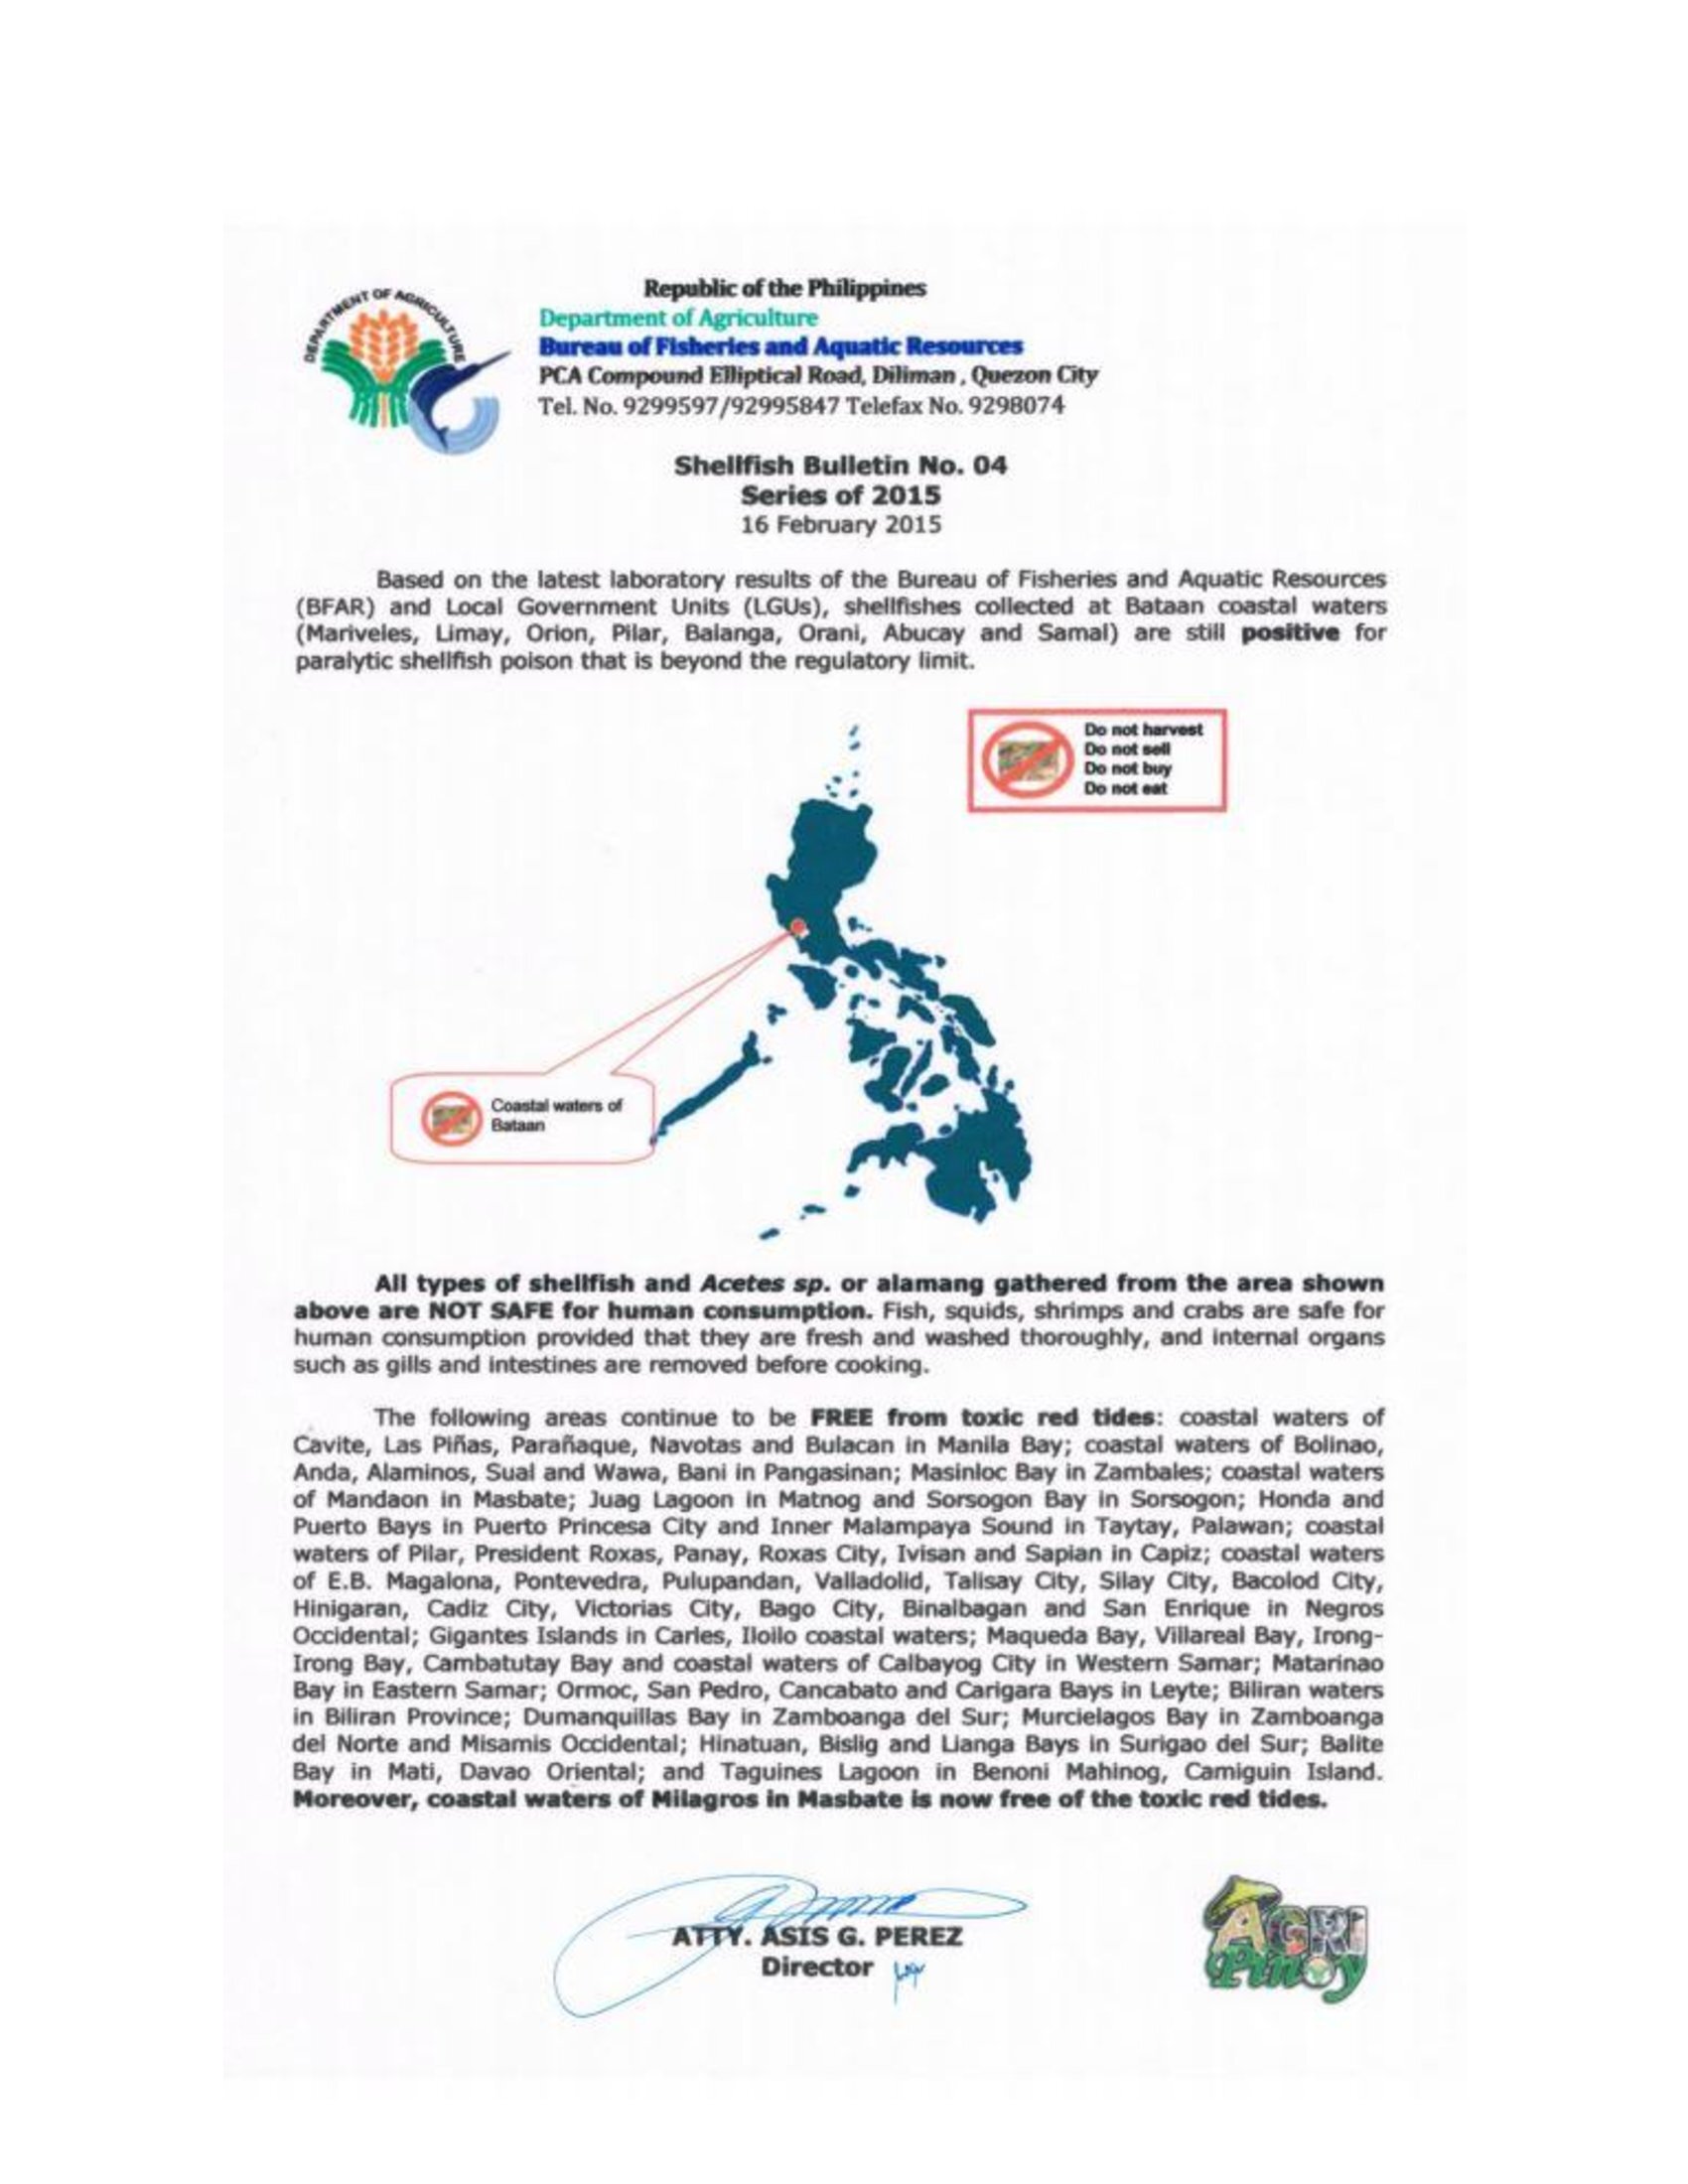 DEPARTMENT OF AGRICULTURE
Republic of the Philippines
Department of Agriculture
Bureau of Fisheries and Aquatic Resources
PCA Compound Elliptical Road, Diliman , Quezon City
Tel. No. 9299597/92995847 Telefax No. 9298074
Shellfish Bulletin No. 04
Series of 2015
16 February 2015
Based on the latest laboratory results of the Bureau of Fisheries and Aquatic Resources
(BFAR) and Local Government Units (LGUs), shellfishes collected at Bataan coastal waters
(Mariveles, Limay, Orion, Pilar, Balanga, Orani, Abucay and Samal) are still positive for
paralytic shellfish poison that is beyond the regulatory limit.
Do not harvest
Do not sell
Do not buy
Do not eat
Coastal waters of
Bataan
All types of shellfish and Acetes sp. or alamang gathered from the area shown
above are NOT SAFE for human consumption. Fish, squids, shrimps and crabs are safe for
human consumption provided that they are fresh and washed thoroughly, and internal organs
such as gills and intestines are removed before cooking.
The following areas continue to be FREE from toxic red tides: coastal waters of
Cavite, Las Piñas, Parañaque, Navotas and Bulacan in Manila Bay; coastal waters of Bolinao,
Anda, Alaminos, Sual and Wawa, Bani in Pangasinan; Masinloc Bay in Zambales; coastal waters
of Mandaon in Masbate; Juag Lagoon in Matnog and Sorsogon Bay in Sorsogon; Honda and
Puerto Bays in Puerto Princesa City and Inner Malampaya Sound in Taytay, Palawan; coastal
waters of Pilar, President Roxas, Panay, Roxas City, Ivisan and Sapian in Capiz; coastal waters
of E.B. Magalona, Pontevedra, Pulupandan, Valladolid, Talisay City, Silay City, Bacolod City,
Hinigaran, Cadiz City, Victorias City, Bago City, Binalbagan and San Enrique in Negros
Occidental; Gigantes Islands in Carles, Iloilo coastal waters; Maqueda Bay, Villareal Bay, Irong-
Irong Bay, Cambatutay Bay and coastal waters of Calbayog City in Western Samar; Matarinao
Bay in Eastern Samar; Ormoc, San Pedro, Cancabato and Carigara Bays in Leyte; Biliran waters
in Biliran Province; Dumanquillas Bay in Zamboanga del Sur; Murcielagos Bay in Zamboanga
del Norte and Misamis Occidental; Hinatuan, Bislig and Lianga Bays in Surigao del Sur; Balite
Bay in Mati, Davao Oriental; and Taguines Lagoon in Benoni Mahinog, Camiguin Island.
Moreover, coastal waters of Milagros in Masbate is now free of the toxic red tides.
ATTY. ASIS G. PEREZ
Director
AGRI
Pinoy